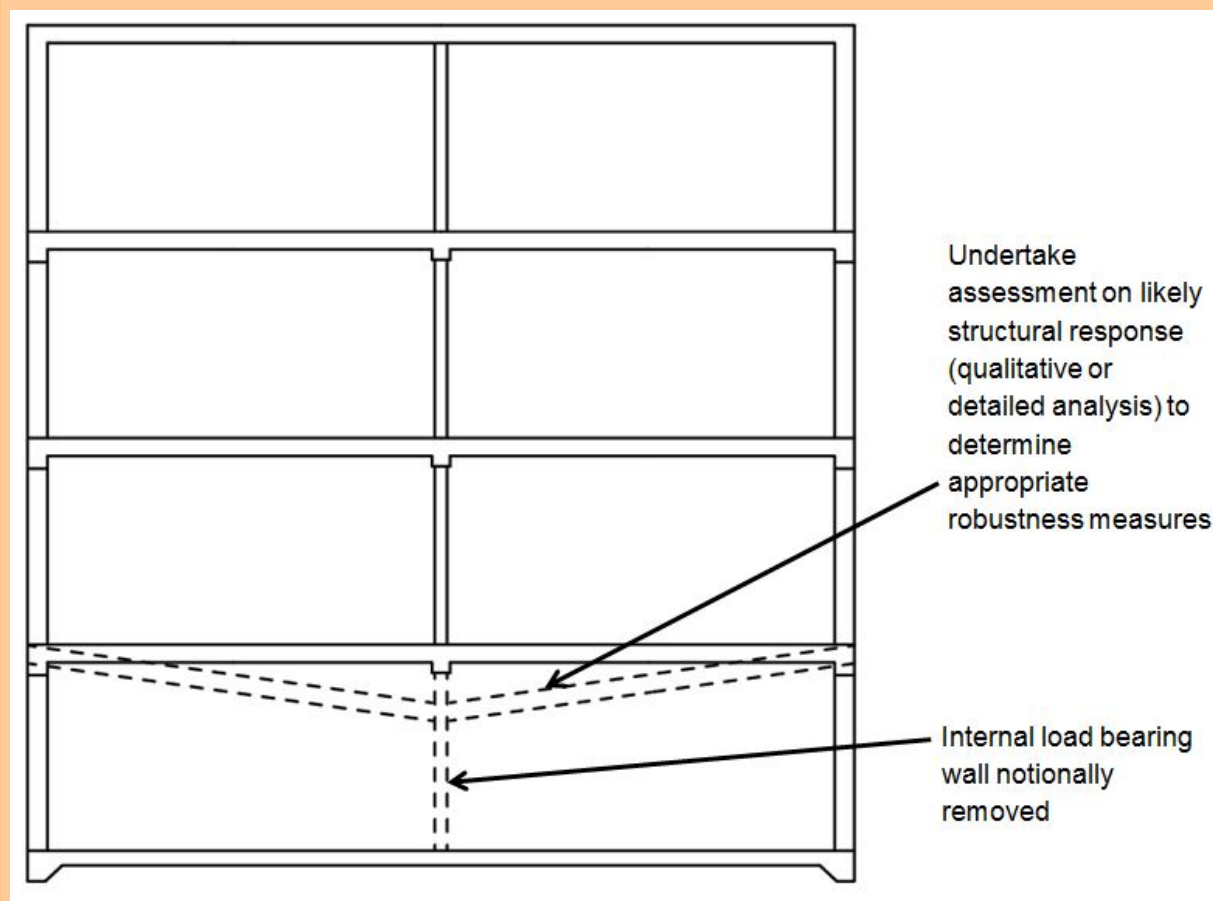 Undertake
assessment on likely
structural response
(qualitative or
detailed analysis) to
determine
appropriate
robustness measures
Internal load bearing
wall notionally
removed